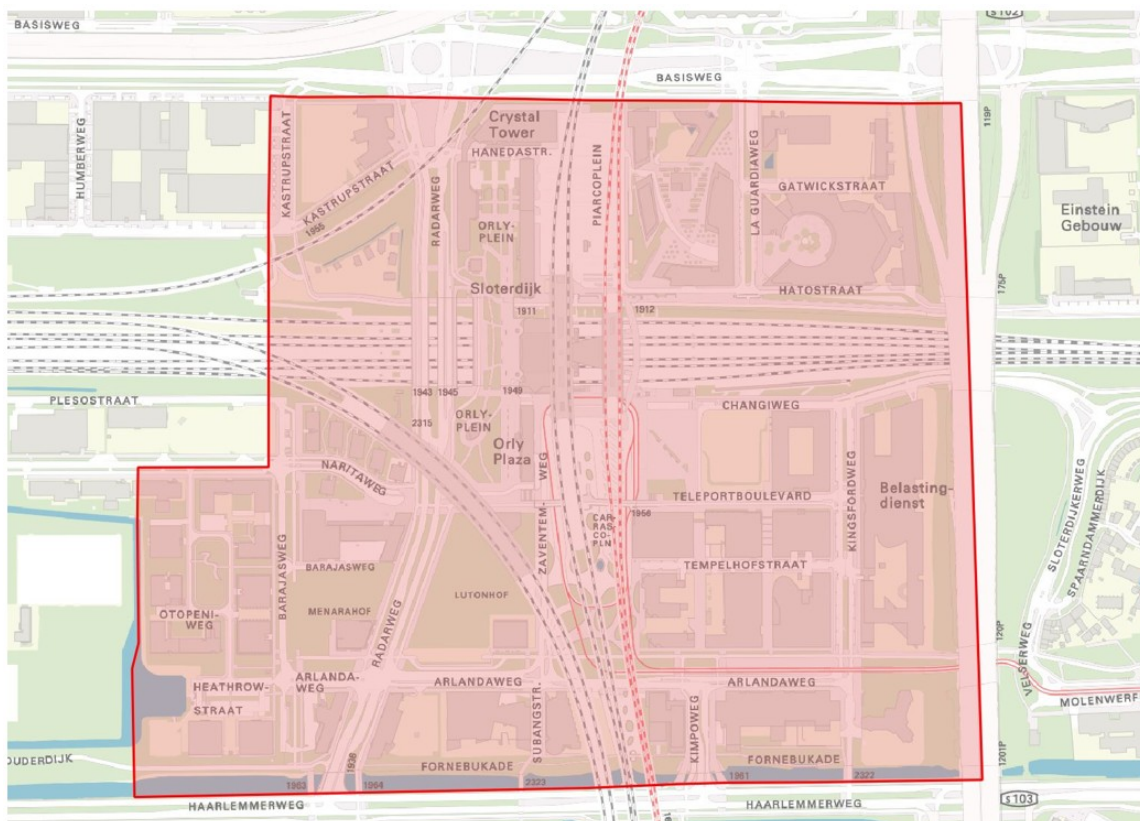 S 102
BASISWEG
BASISWEG
HUMBERWEG
KASTRUPSTRAAT
KASTRUPSTRAAT
1955
RADARWEG
Crystal
Tower
HANEDASTR.
PIARCOPLEIN
LA GUARDIAWEG
GATWICKSTRAAT
119P
Einstein
Gebouw
ORLY-
PLEIN
Sloterdijk
HATOSTRAAT
175P
1911
1912
PLESOSTRAAT
1943
1945
1949
2315
ORLY-
PLEIN
CHANGIWEG
Orly
Plaza
NARITAWEG
ZAVENTEM-
WEG
TELEPORTBOULEVARD
1956
KINGSFORDWEG
Belasting-
dienst
CAR-
RAS
CO-
PLN
SLOTERDIJKERWEG
SPAARNDAMMERDIJK
BARAJASWEG
BARAJASWEG
TEMPELHOFSTRAAT
OTOPENI-
WEG
MENARAHOF
LUTONHOF
RADARWEG
120P
VELSERWEG
HEATHROW-
STRAAT
ARLANDA-
WEG
ARLANDAWEG
ARLANDAWEG
MOLENWERF
SUBANGSTR.
KIMPOWEG
OUDERDIJK
FORNEBUKADE
FORNEBUKADE
1201P
1963
1936
1964
2323
1961
2322
HAARLEMMERWEG
HAARLEMMERWEG
S 103